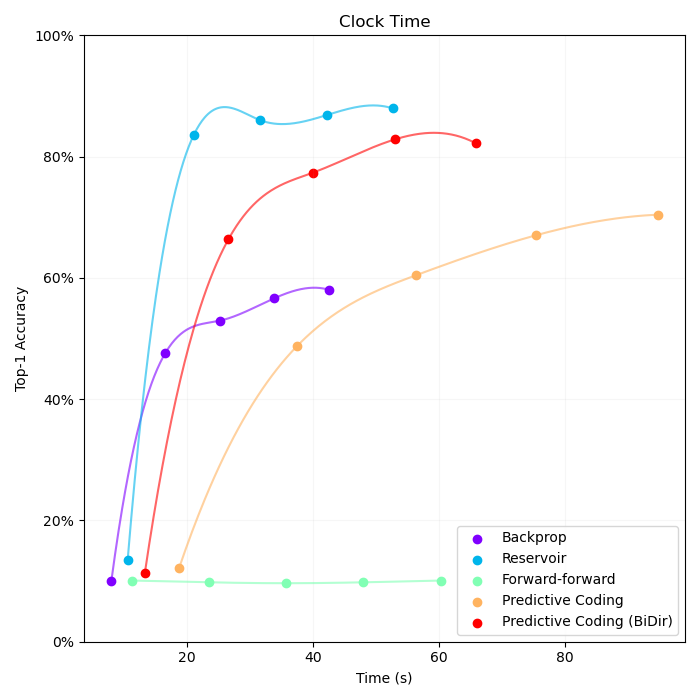 Clock Time
100%
80%
60%
40%
20%
0%
Top-1 Accuracy
20
40
60
80
Time (s)
Backprop
Reservoir
Forward-forward
Predictive Coding
Predictive Coding (BiDir)